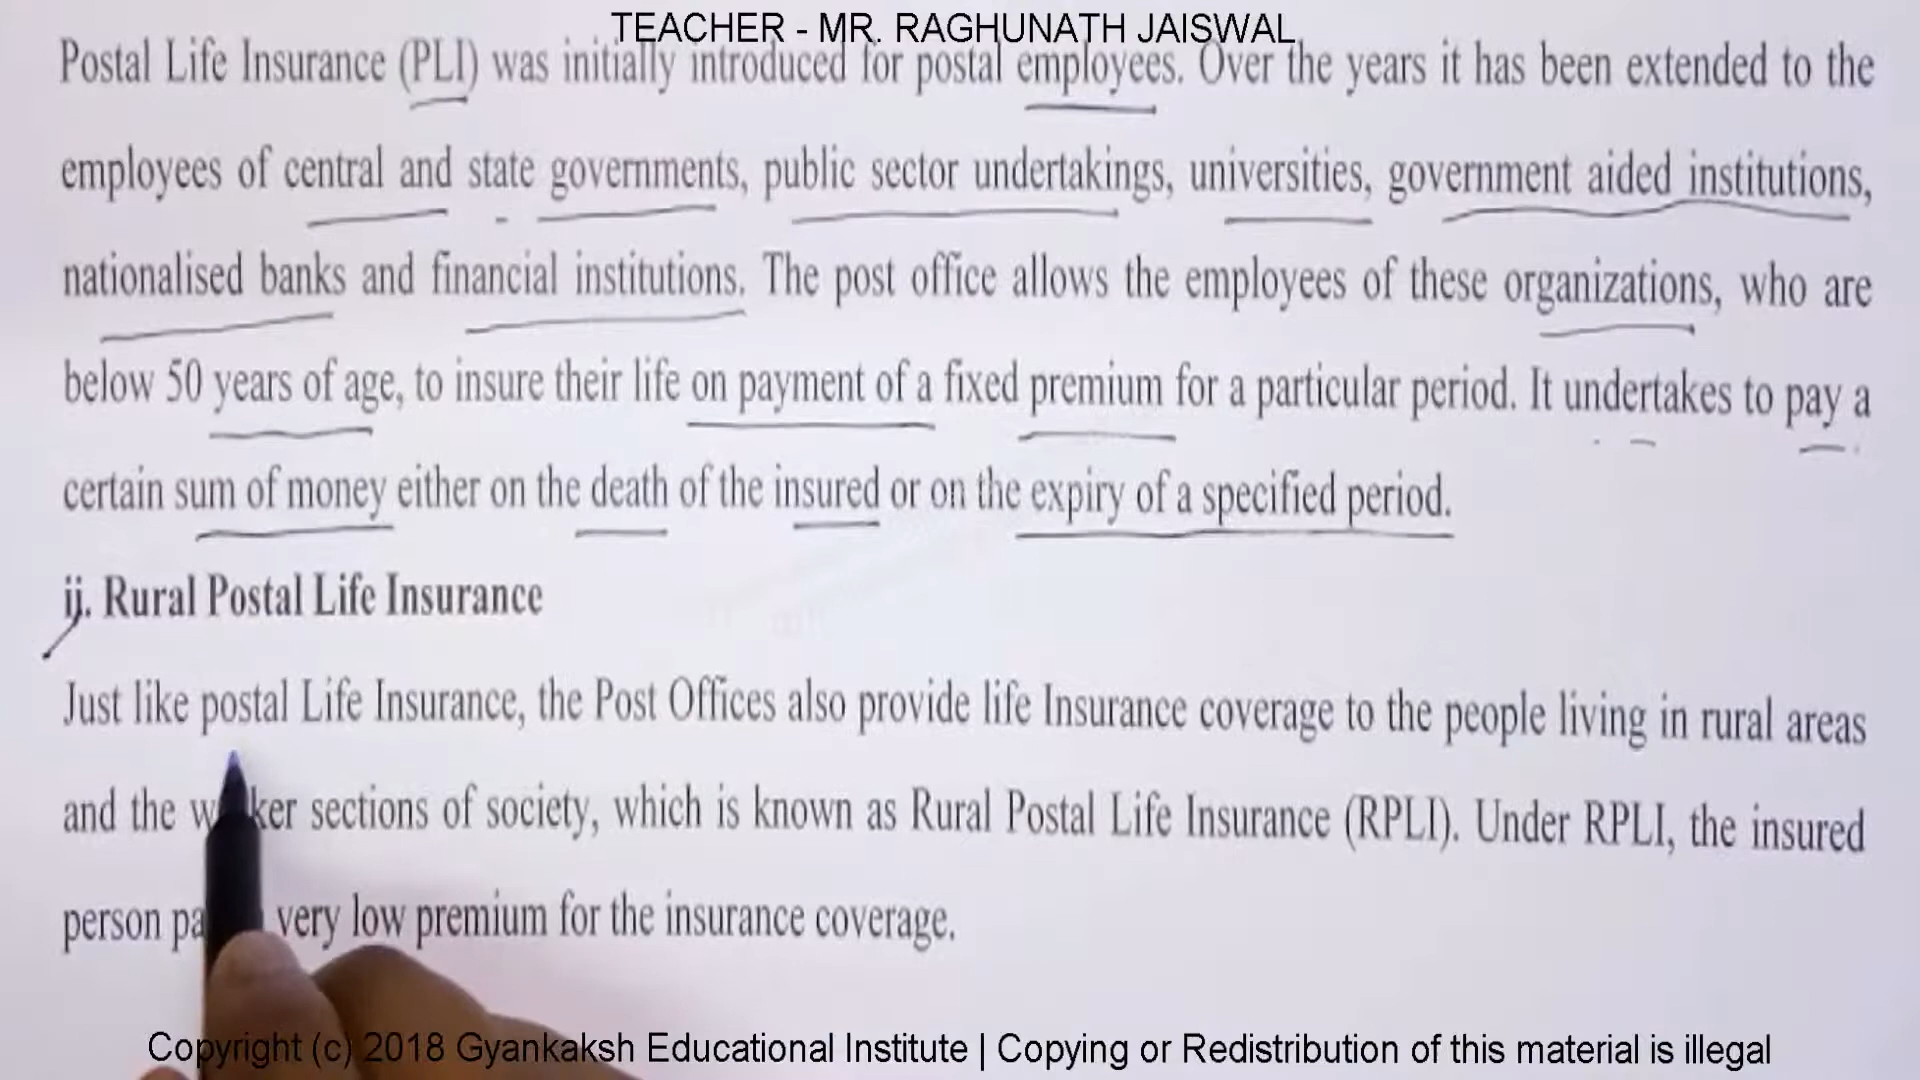 TEACHER - MR. RAGHUNATH JAISWAL
Postal Life Insurance (PLI) was initially introduced for postal employees. Over the years it has been extended to the
employees of central and state governments, public sector undertakings, universities, government aided institutions,
nationalised banks and financial institutions. The post office allows the employees of these organizations, who are
below 50 years of age, to insure their life on payment of a fixed premium for a particular period. It undertakes to pay a
certain sum of money either on the death of the insured or on the expiry of a specified period.
ii. Rural Postal Life Insurance
Just like postal Life Insurance, the Post Offices also provide life Insurance coverage to the people living in rural areas
and the sections of society, which is known as Rural Postal Life Insurance (RPLI). Under RPLI, the insured
person very low premium for the insurance coverage.
Copyright (c) 2018 Gyankaksh Educational Institute | Copying or Redistribution of this material is illegal